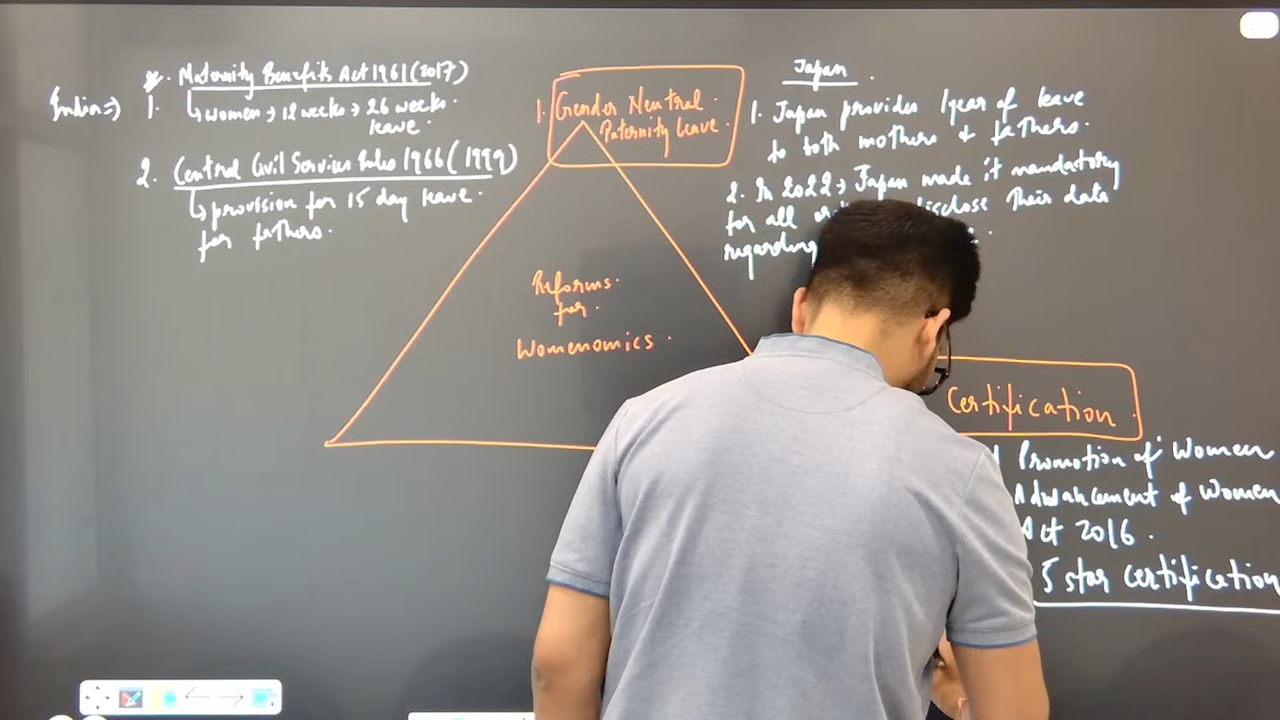 India⇒ 1. Maternity Benefits Act 1961(2017)
↳ women → 12 weeks → 26 weeks
leave.
2. Central Civil Services Rules 1966 (1999)
↳ provision for 15 day leave.
for fathers.
1. Gender Neutral
Paternity leave.
Reforms
for
Womenomics.
Japan.
1. Japan provides 1year of leave
to both mothers & fathers.
2. In 2022→ Japan made it mandatory
for all disclose their data
regarding
Certification.
Promotion of Women
Advancement of Women
Act 2016.
5 star certification